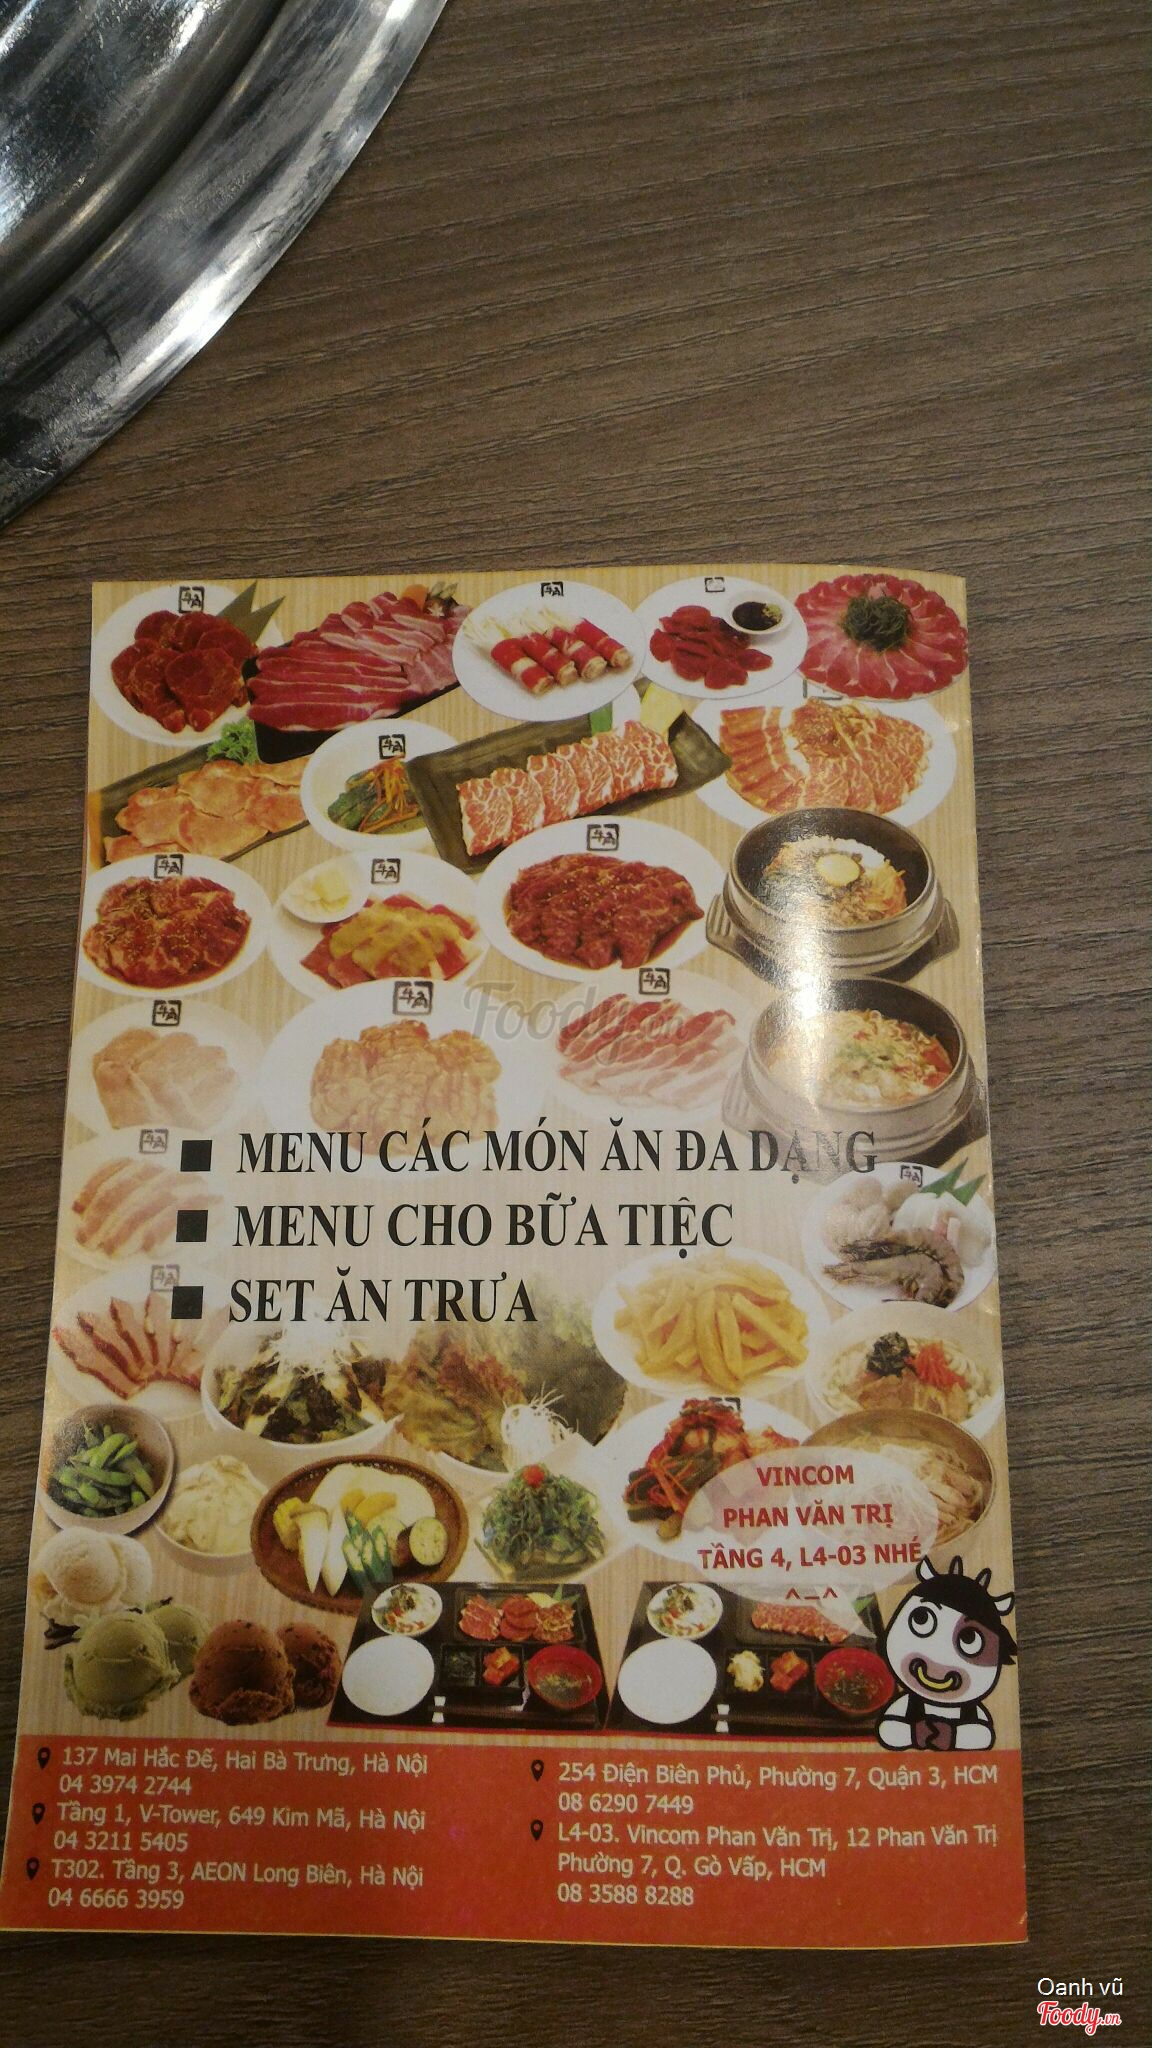 Foody.vn
■ MENU CÁC MÓN ĂN ĐA DẠNG
■ MENU CHO BỮA TIỆC
■ SET ĂN TRƯA
VINCOM
PHAN VĂN TRỊ
TẦNG 4, L4-03 NHÉ
^_^
137 Mai Hắc Đế, Hai Bà Trưng, Hà Nội
04 3974 2744
Tầng 1, V-Tower, 649 Kim Mã, Hà Nội
04 3211 5405
T302. Tầng 3, AEON Long Biên, Hà Nội
04 6666 3959
254 Điện Biên Phủ, Phường 7, Quận 3, HCM
08 6290 7449
L4-03. Vincom Phan Văn Trị, 12 Phan Văn Trị
Phường 7, Q. Gò Vấp, HCM
08 3588 8288
Oanh vũ
Foody.vn